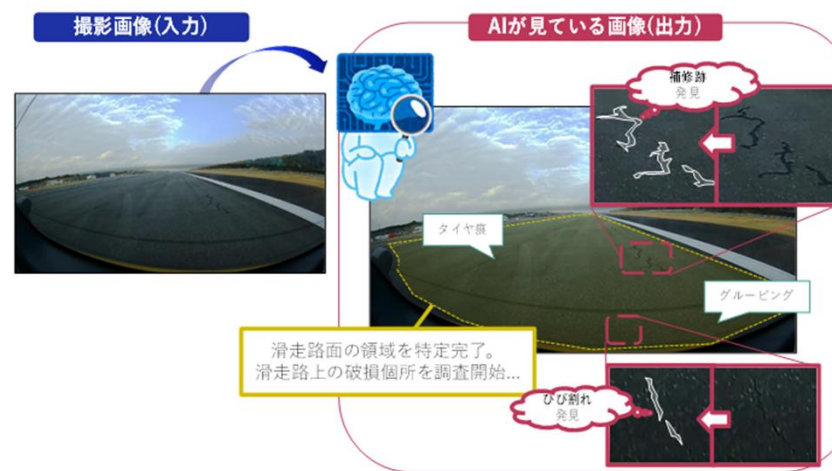 撮影画像(入力)
AIが見ている画像(出力)
補修跡
発見
タイヤ痕
グルービング
滑走路面の領域を特定完了。
滑走路上の破損個所を調査開始...
ひび割れ
発見